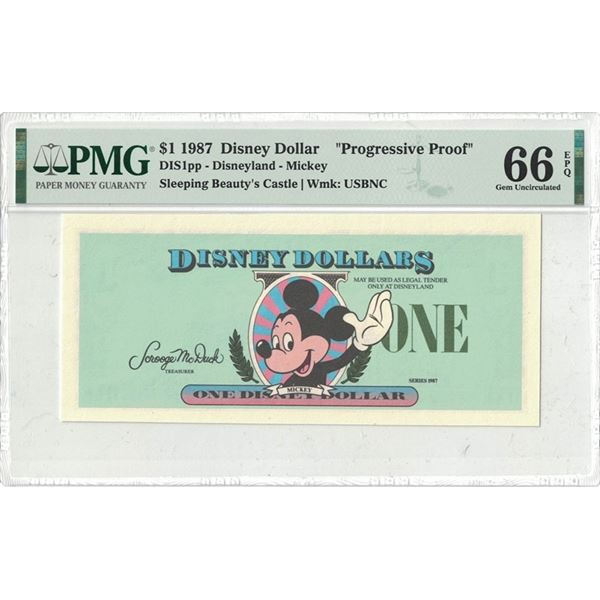 PMG®
PAPER MONEY GUARANTY
$1 1987 Disney Dollar "Progressive Proof"
DIS1pp - Disneyland - Mickey
Sleeping Beauty's Castle | Wmk: USBNC
66 EPQ
Gem Uncirculated
DISNEY DOLLARS
MAY BE USED AS LEGAL TENDER
ONLY AT DISNEYLAND
ONE
Scrooge McDuck
TREASURER
SERIES 1987
MICKEY
ONE DISNEY DOLLAR